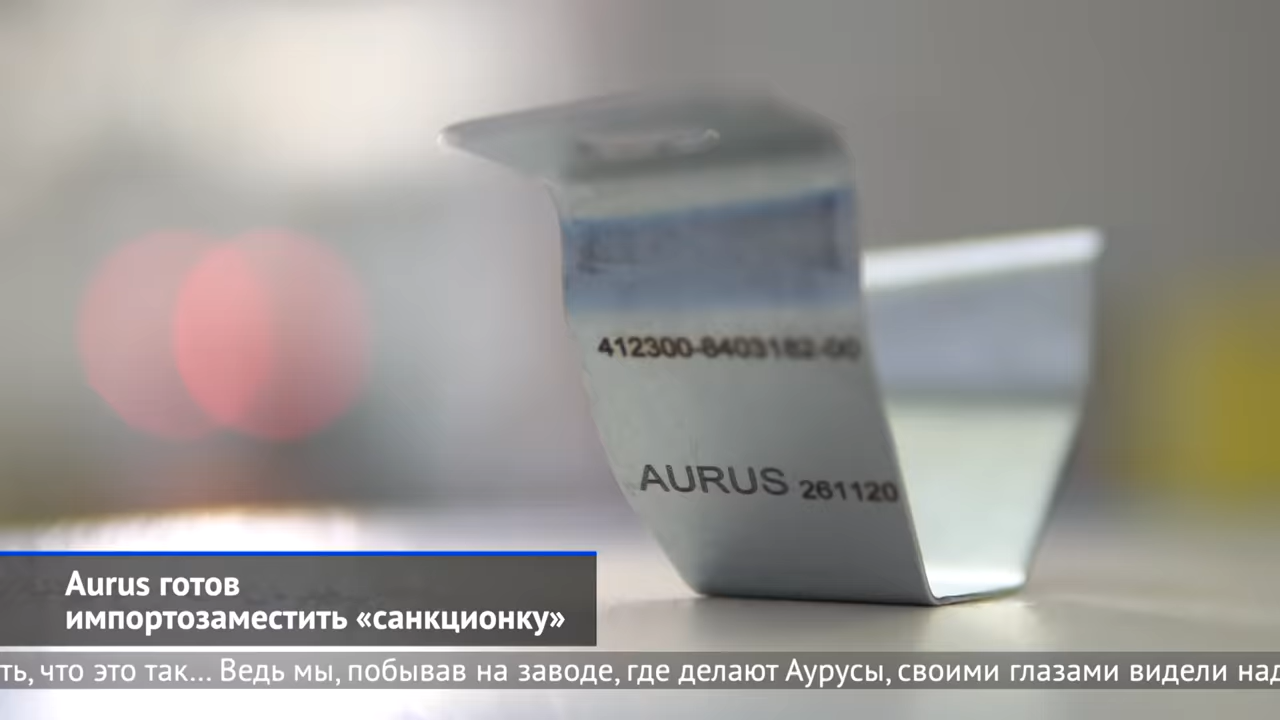 412300-8403182-00
AURUS 261120
Aurus готов
импортозаместить «санкционку»
ть, что это так... Ведь мы, побывав на заводе, где делают Аурусы, своими глазами видели над